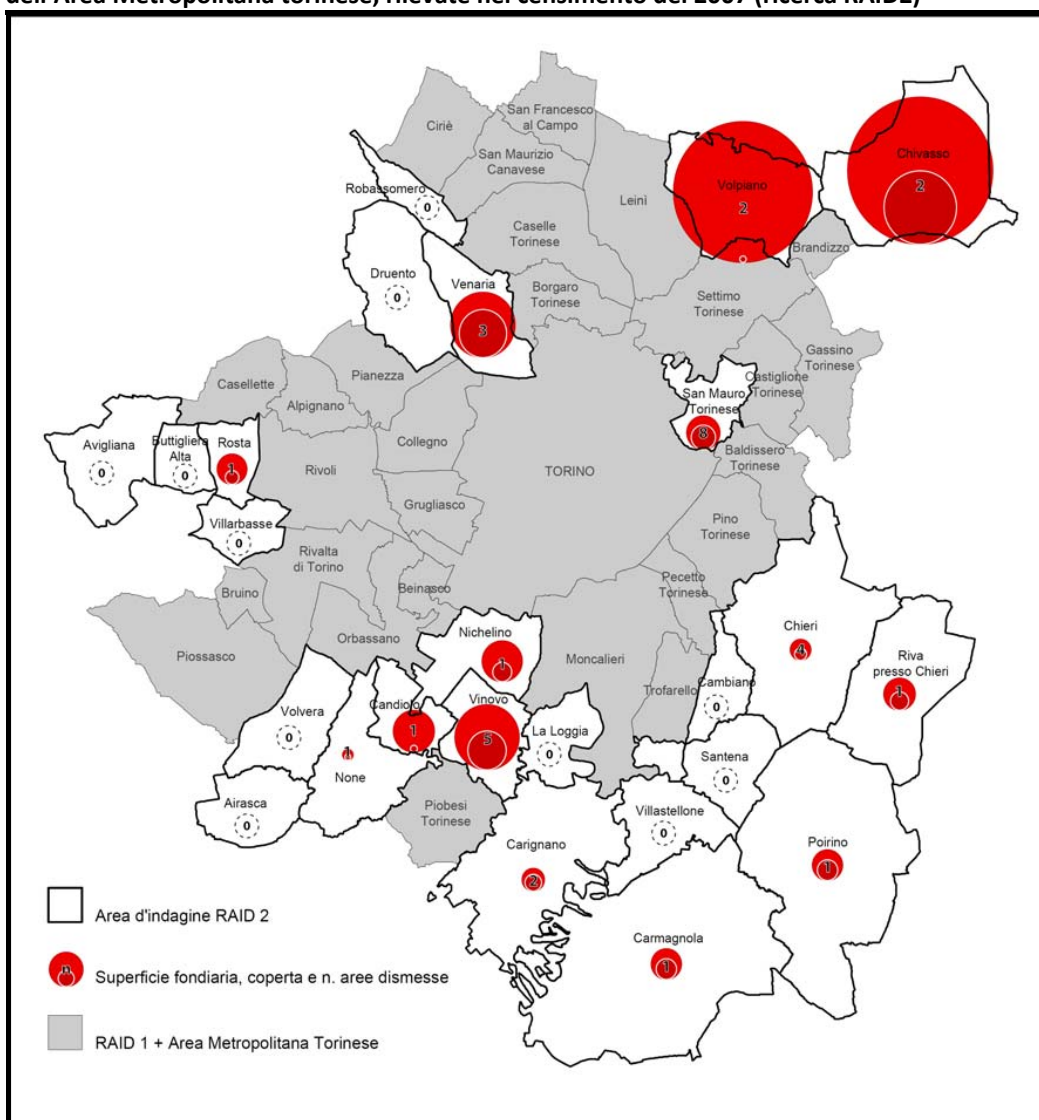 dell'Area Metropolitana torinese, rilevate nel censimento del 2007 (ricerca RAID2)
San Francesco
al Campo
Ciriè
San Maurizio
Canavese
Robassomero
0
Leinì
Volpiano
2
Chivasso
2
Caselle
Torinese
Brandizzo
Druento
0
Venaria
3
Borgaro
Torinese
Settimo
Torinese
Gassino
Torinese
Castiglione
Torinese
San Mauro
Torinese
8
Pianezza
Casellette
Alpignano
Collegno
Avigliana
0
Buttigliera
Alta
0
Rosta
1
Rivoli
TORINO
Baldissero
Torinese
Grugliasco
Pino
Torinese
Villarbasse
0
Rivalta
di Torino
Bruino
Beinasco
Pecetto
Torinese
Orbassano
Nichelino
1
Moncalieri
Chieri
4
Piossasco
Riva
presso Chieri
1
Trofarello
Cambiano
0
Volvera
0
Candiolo
1
Vinovo
5
La Loggia
0
Santena
0
1
None
Airasca
0
Piobesi
Torinese
Villastellone
0
Carignano
2
Poirino
1
Carmagnola
1
Area d'indagine RAID 2
n
Superficie fondiaria, coperta e n. aree dismesse
RAID 1 + Area Metropolitana Torinese